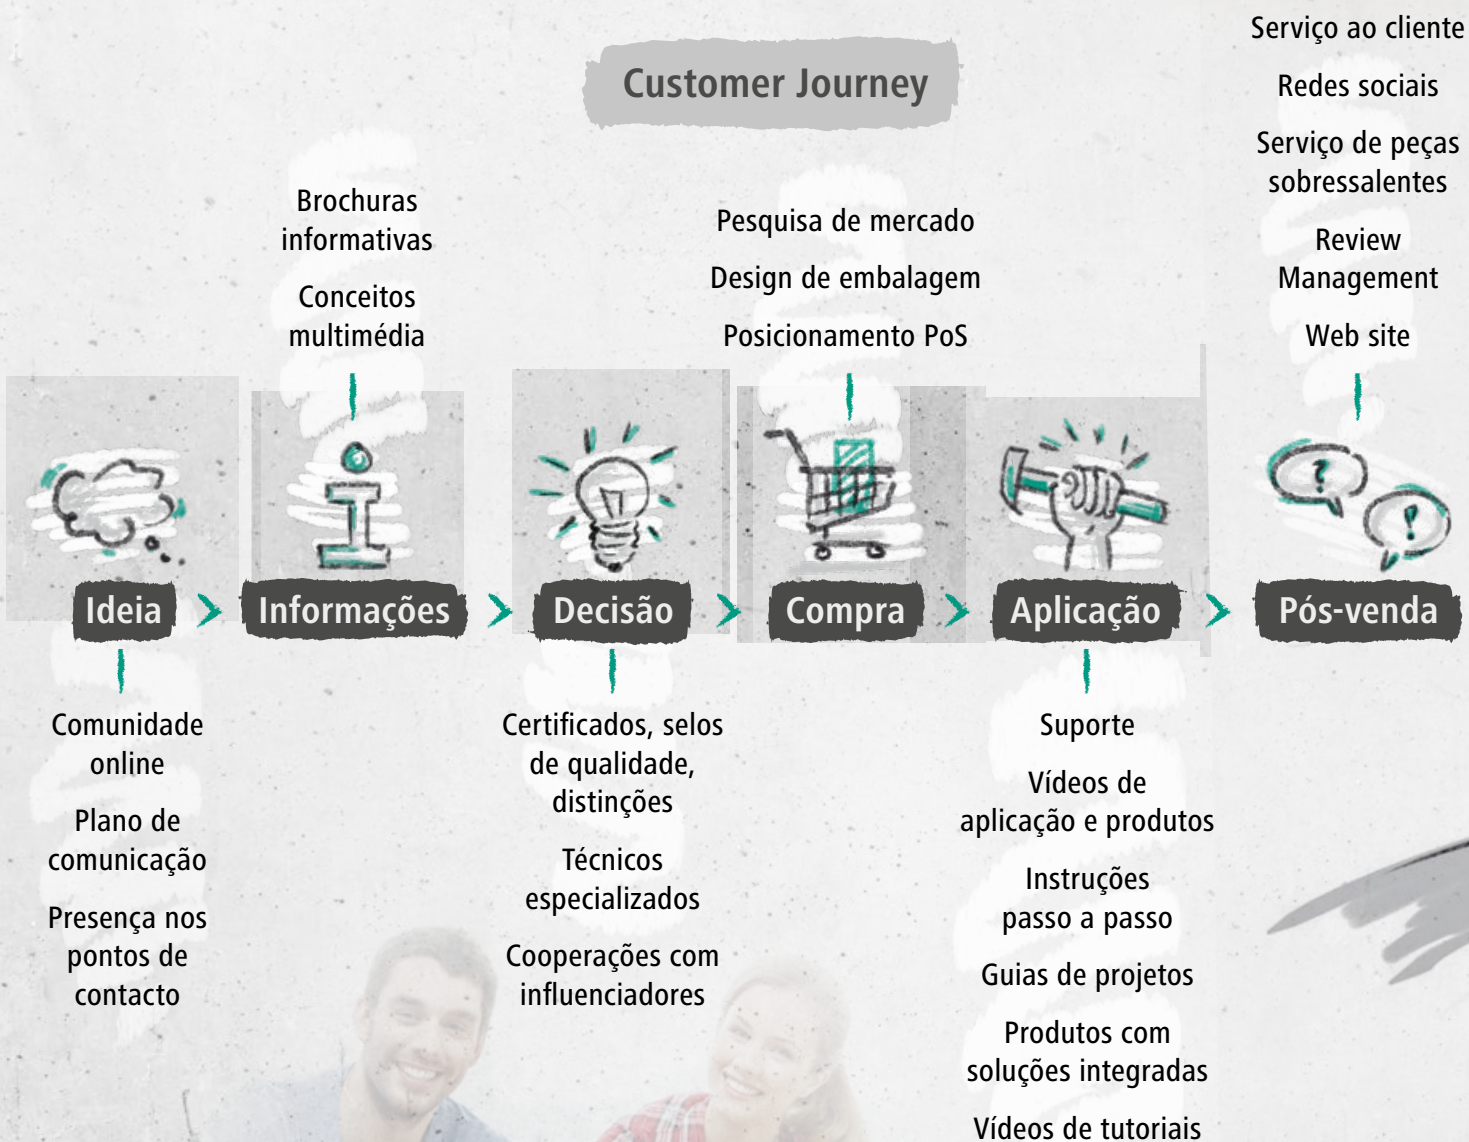 Customer Journey
Brochuras
informativas
Conceitos
multimédia
Pesquisa de mercado
Design de embalagem
Posicionamento PoS
Serviço ao cliente
Redes sociais
Serviço de peças
sobressalentes
Review
Management
Web site
?
!
Ideia
Informações
Decisão
Compra
Aplicação
Pós-venda
Comunidade
online
Plano de
comunicação
Presença nos
pontos de
contacto
Certificados, selos
de qualidade,
distinções
Técnicos
especializados
Cooperações com
influenciadores
Suporte
Vídeos de
aplicação e produtos
Instruções
passo a passo
Guias de projetos
Produtos com
soluções integradas
Vídeos de tutoriais